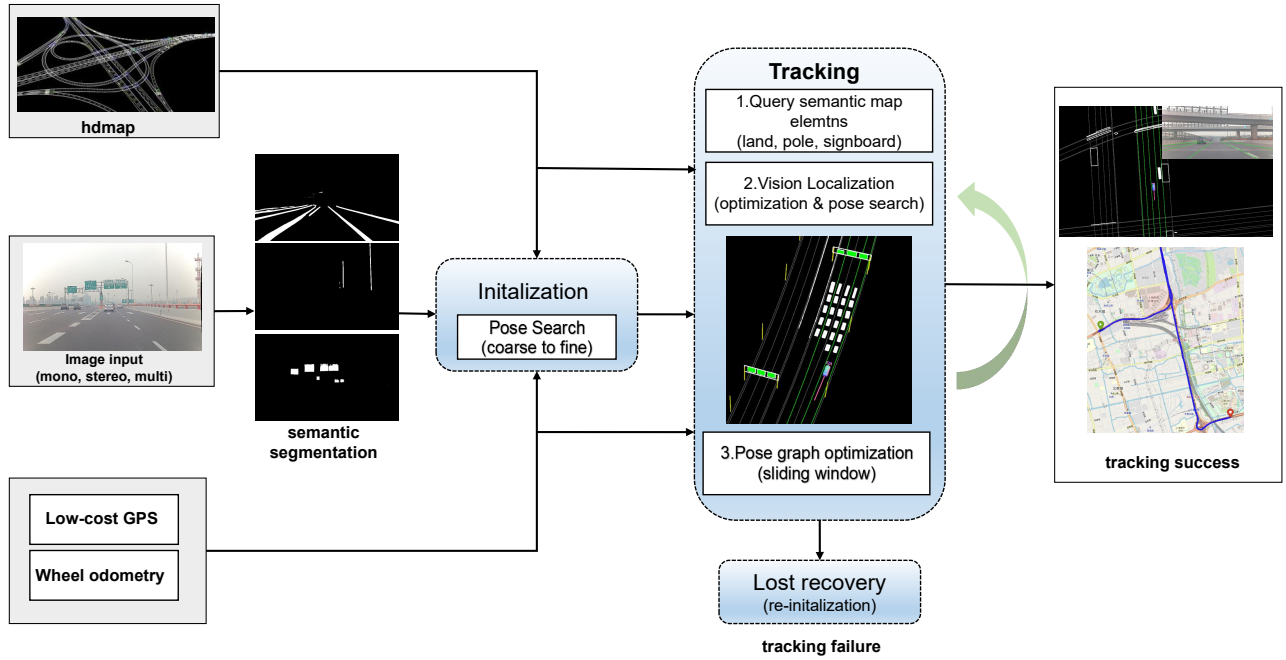 hdmap
Image input
(mono, stereo, multi)
Low-cost GPS
Wheel odometry
semantic
segmentation
Initalization
Pose Search
(coarse to fine)
Tracking
1.Query semantic map
elemtns
(land, pole, signboard)
2.Vision Localization
(optimization & pose search)
3.Pose graph optimization
(sliding window)
Lost recovery
(re-initalization)
tracking failure
tracking success